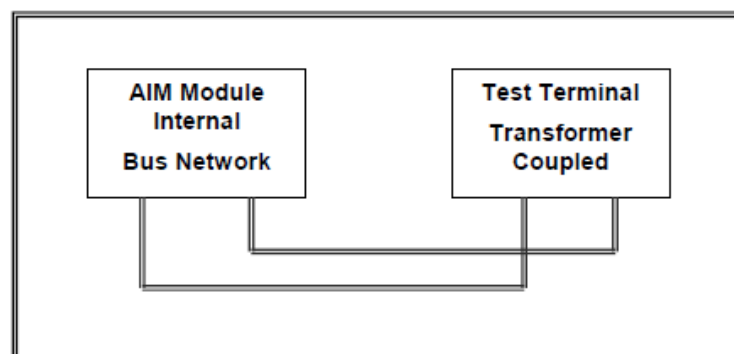 AIM Module
Internal
Bus Network
Test Terminal
Transformer
Coupled